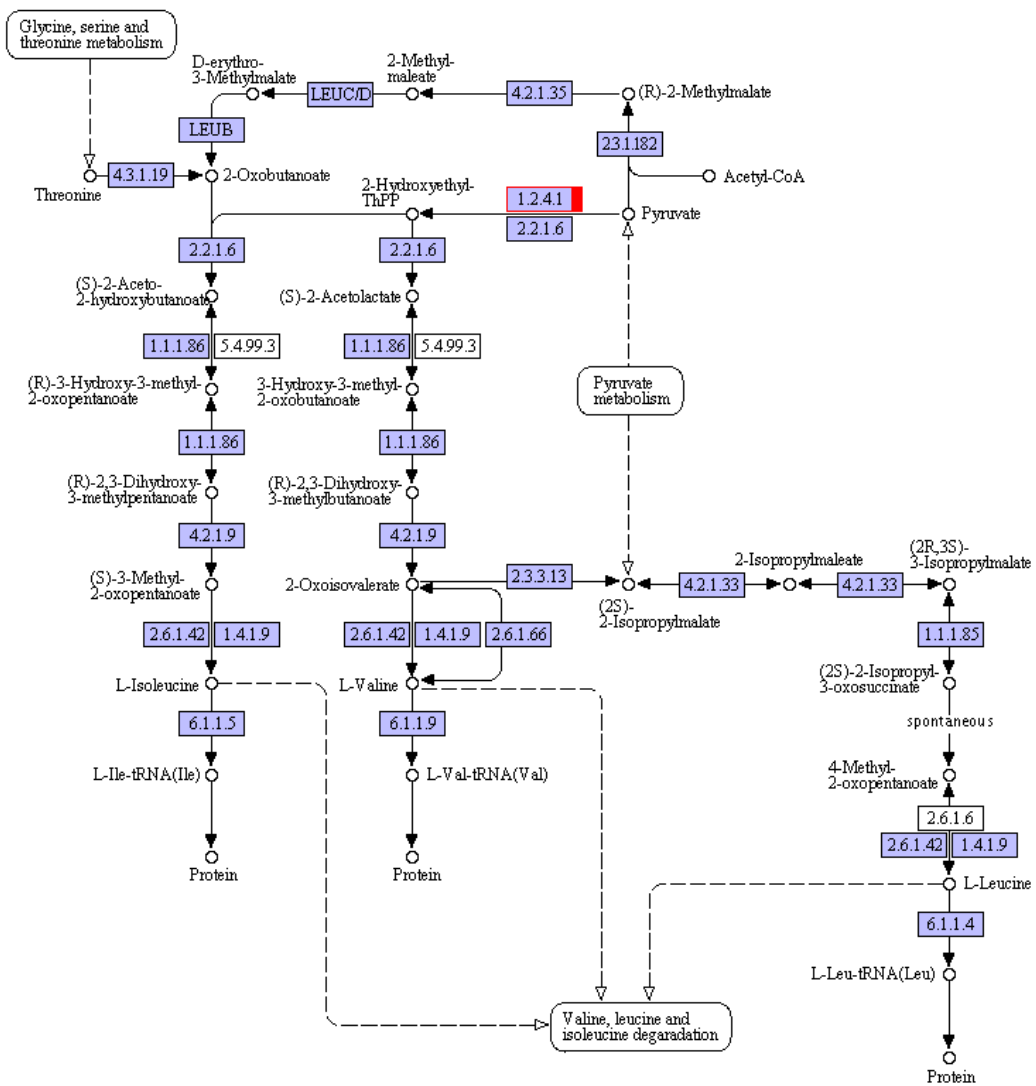 Glycine, serine and
threonine metabolism
D-erythro-
3-Methylmalate
2-Methyl-
maleate
LEUC/D
4.2.1.35
(R)-2-Methylmalate
LEUB
2.3.1.182
4.3.1.19
2-Oxobutanoate
Threonine
Acetyl-CoA
2-Hydroxyethyl-
ThPP
1.2.4.1
Pyruvate
2.2.1.6
2.2.1.6
2.2.1.6
(S)-2-Aceto-
2-hydroxybutanoate
(S)-2-Acetolactate
1.1.1.86
5.4.99.3
1.1.1.86
5.4.99.3
(R)-3-Hydroxy-3-methyl-
2-oxopentanoate
3-Hydroxy-3-methyl-
2-oxobutanoate
Pyruvate
metabolism
1.1.1.86
1.1.1.86
(R)-2,3-Dihydroxy-
3-methylpentanoate
(R)-2,3-Dihydroxy-
3-methylbutanoate
4.2.1.9
4.2.1.9
(S)-3-Methyl-
2-oxopentanoate
2-Oxoisovalerate
2.3.3.13
(2S)-
2-Isopropylmalate
4.2.1.33
2-Isopropylmaleate
4.2.1.33
(2R,3S)-
3-Isopropylmalate
2.6.1.42
1.4.1.9
2.6.1.42
1.4.1.9
2.6.1.66
1.1.1.85
L-Isoleucine
L-Valine
(2S)-2-Isopropyl-
3-oxosuccinate
6.1.1.5
6.1.1.9
spontaneous
L-Ile-tRNA(Ile)
L-Val-tRNA(Val)
4-Methyl-
2-oxopentanoate
2.6.1.6
2.6.1.42
1.4.1.9
Protein
Protein
L-Leucine
6.1.1.4
L-Leu-tRNA(Leu)
Valine, leucine and
isoleucine degaradation
Protein